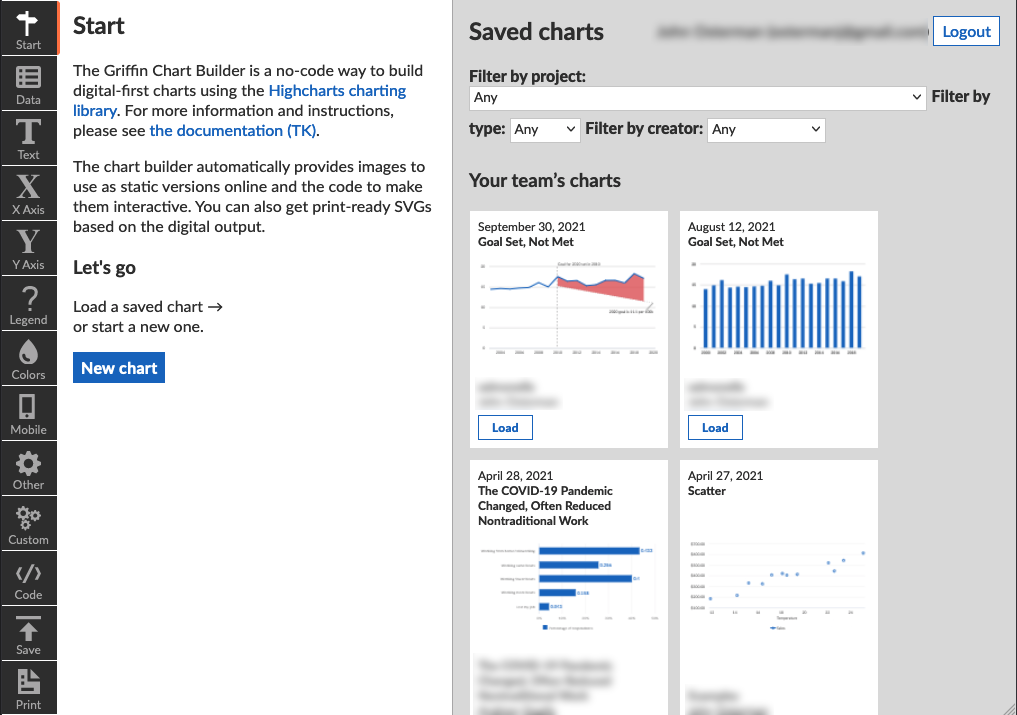 Start
Data
Text
X Axis
Y Axis
Legend
Colors
Mobile
Other
Custom
Code
Save
Print
Start
The Griffin Chart Builder is a no-code way to build
digital-first charts using the Highcharts charting
library. For more information and instructions,
please see the documentation (TK).
The chart builder automatically provides images to
use as static versions online and the code to make
them interactive. You can also get print-ready SVGs
based on the digital output.
Let's go
Load a saved chart →
or start a new one.
New chart
Saved charts
Logout
Filter by project:
Any
Filter by
type: Any Filter by creator: Any
Your team’s charts
September 30, 2021
Goal Set, Not Met
Load
August 12, 2021
Goal Set, Not Met
Load
April 28, 2021
The COVID-19 Pandemic
Changed, Often Reduced
Nontraditional Work
April 27, 2021
Scatter
Temperature